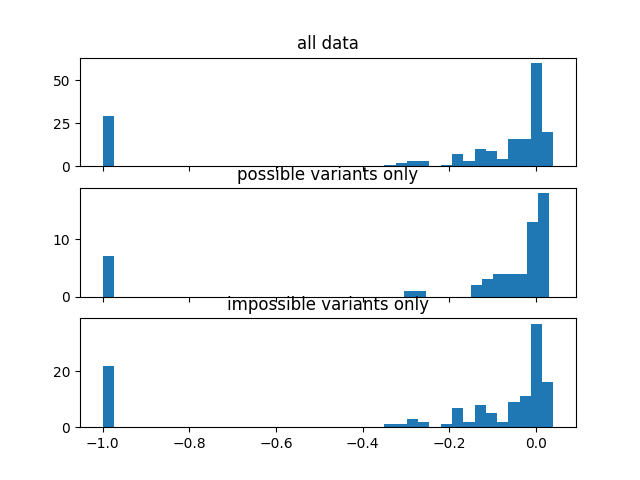 all data
50
25
0
possible variants only
10
0
impossible variants only
20
0
−1.0 −0.8 −0.6 −0.4 −0.2 0.0